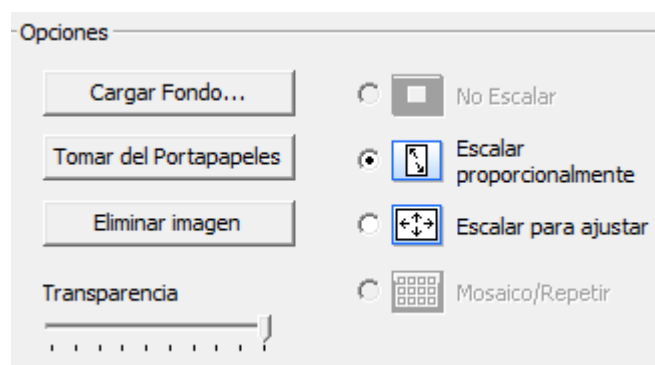 Opciones
Cargar Fondo...
No Escalar
Tomar del Portapapeles
Escalar
proporcionalmente
Eliminar imagen
Escalar para ajustar
Transparencia
Mosaico/Repetir